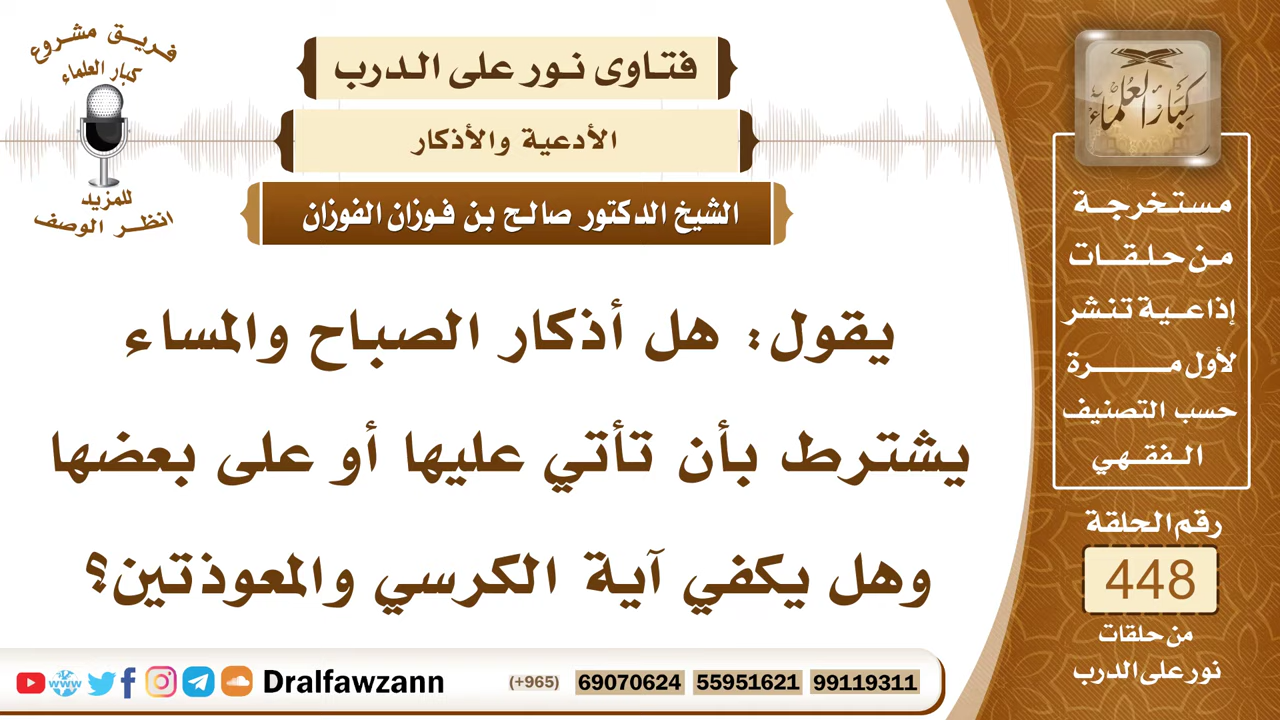 فريق مشروع
كبار العلماء
للمزيد
انظر الوصف
فتاوى نور على الدرب
الأدعية والأذكار
الشيخ الدكتور صالح بن فوزان الفوزان
يقول: هل أذكار الصباح والمساء
يشترط بأن تأتي عليها أو على بعضها
وهل يكفي آية الكرسي والمعوذتين؟
كبار العلماء
مستخرجة
من حلقات
إذاعية تنشر
لأول مرة
حسب التصنيف
الفقهي
رقم الحلقة
448
من حلقات
نور على الدرب
www Dralfawzann (+965) 69070624 55951621 99119311